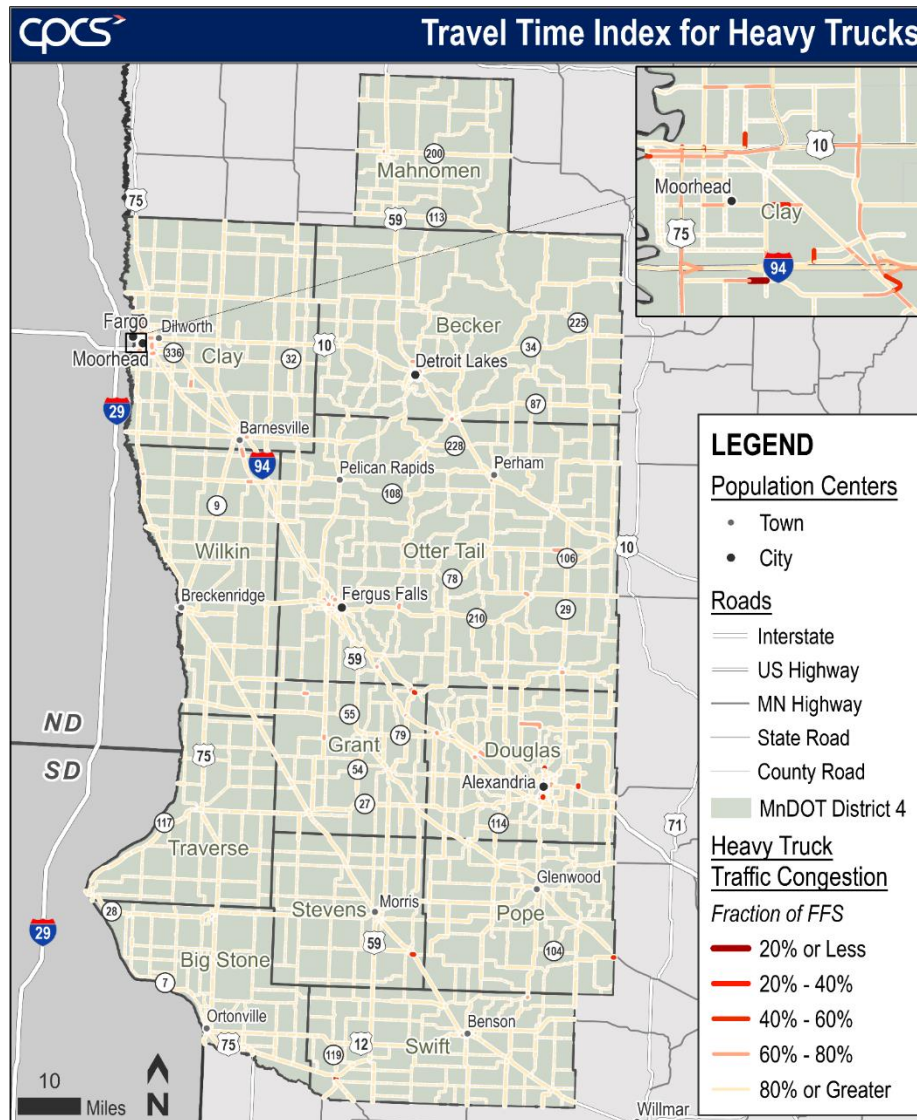 cpcs
Travel Time Index for Heavy Trucks
200
Mahnomen
75
59
113
10
Moorhead
Clay
75
94
Fargo
Dilworth
Moorhead
336
Clay
32
10
Becker
225
34
Detroit Lakes
87
29
Barnesville
94
228
Pelican Rapids
Perham
108
9
Wilkin
Otter Tail
10
106
78
Breckenridge
Fergus Falls
210
29
59
ND
SD
55
75
Grant
79
Douglas
54
Alexandria
27
117
114
71
Traverse
Glenwood
28
Stevens
Morris
Pope
29
59
104
Big Stone
7
Ortonville
Benson
75
12
119
Swift
10
Miles
N
Willmar
LEGEND
Population Centers
Town
City
Roads
Interstate
US Highway
MN Highway
State Road
County Road
MnDOT District 4
Heavy Truck
Traffic Congestion
Fraction of FFS
20% or Less
20% - 40%
40% - 60%
60% - 80%
80% or Greater